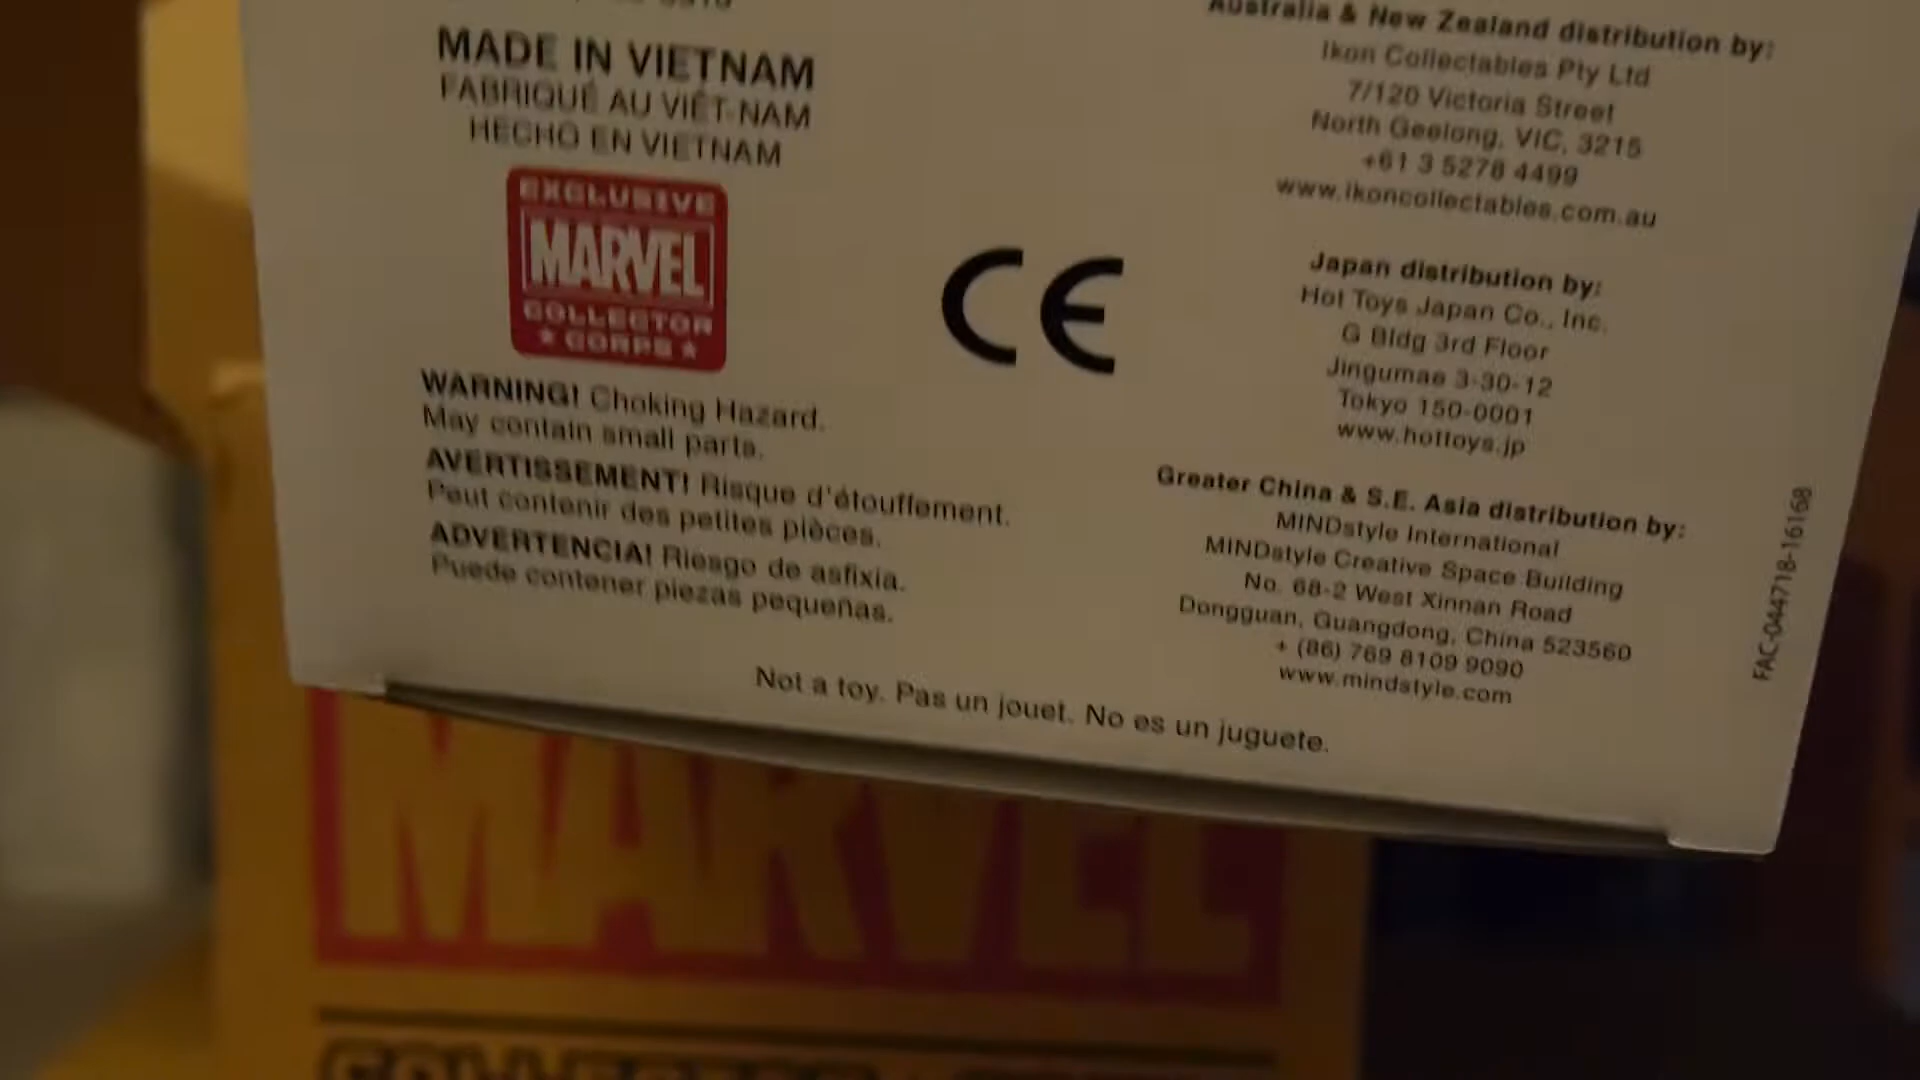 MADE IN VIETNAM
FABRIQUÉ AU VIÊT-NAM
HECHO EN VIETNAM
EXCLUSIVE
MARVEL
COLLECTOR
★ CORPS ★
WARNING! Choking Hazard.
May contain small parts.
AVERTISSEMENT! Risque d'étouffement.
Peut contenir des petites pièces.
ADVERTENCIA! Riesgo de asfixia.
Puede contener piezas pequeñas.
CE
Australia & New Zealand distribution by:
Ikon Collectables Pty Ltd
7/120 Victoria Street
North Geelong, VIC, 3215
+61 3 5278 4499
www.ikoncollectables.com.au
Japan distribution by:
Hot Toys Japan Co., Inc.
G Bldg 3rd Floor
Jingumae 3-30-12
Tokyo 150-0001
www.hottoys.jp
Greater China & S.E. Asia distribution by:
MINDstyle International
MINDstyle Creative Space Building
No. 68-2 West Xinnan Road
Dongguan, Guangdong, China 523560
+ (86) 769 8109 9090
www.mindstyle.com
FAC-044718-16168
Not a toy. Pas un jouet. No es un juguete.
MARVEL